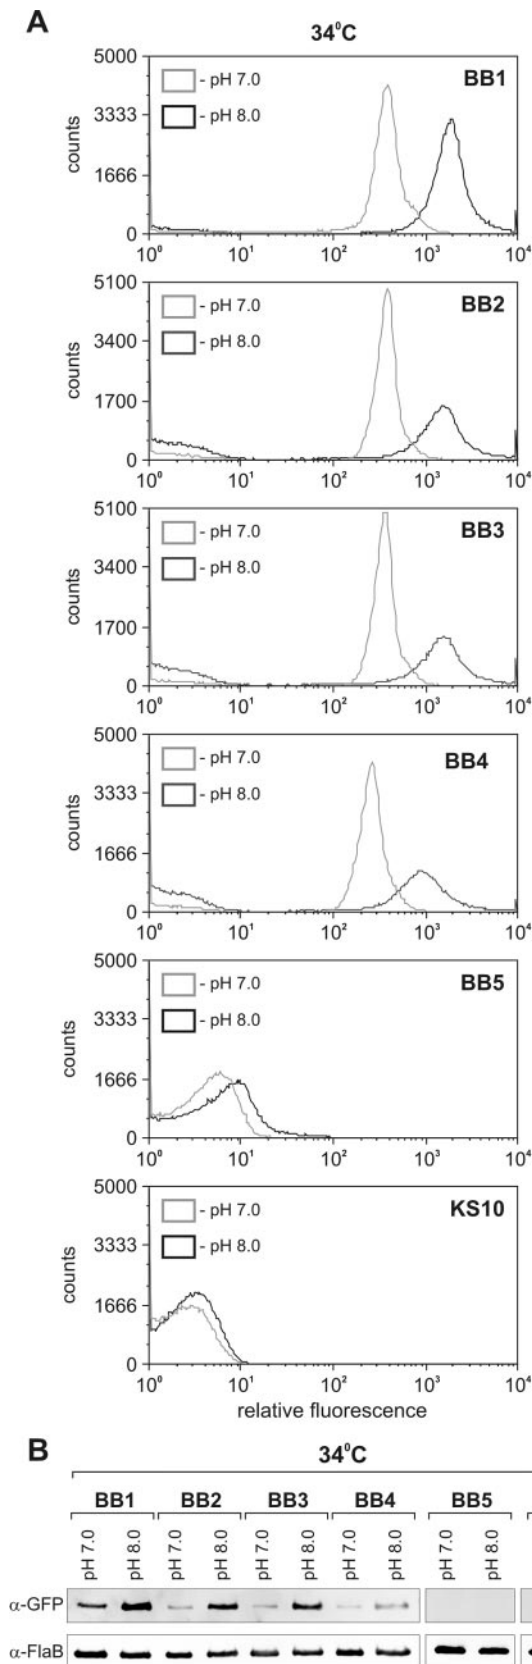 A
34⁰C
5000
3333
1666
0
counts
- pH 7.0
- pH 8.0
BB1
10⁰ 10¹ 10² 10³ 10⁴
5100
3400
1700
0
- pH 7.0
- pH 8.0
BB2
10⁰ 10¹ 10² 10³ 10⁴
5100
3400
1700
0
- pH 7.0
- pH 8.0
BB3
10⁰ 10¹ 10² 10³ 10⁴
5000
3333
1666
0
- pH 7.0
- pH 8.0
BB4
10⁰ 10¹ 10² 10³ 10⁴
5000
3333
1666
0
counts
- pH 7.0
- pH 8.0
BB5
10⁰ 10¹ 10² 10³ 10⁴
5000
3333
1666
0
counts
- pH 7.0
- pH 8.0
KS10
10⁰ 10¹ 10² 10³ 10⁴
relative fluorescence
B
34⁰C
BB1 BB2 BB3 BB4 BB5
pH 7.0 pH 8.0 pH 7.0 pH 8.0 pH 7.0 pH 8.0 pH 7.0 pH 8.0 pH 7.0 pH 8.0
α-GFP
α-FlaB